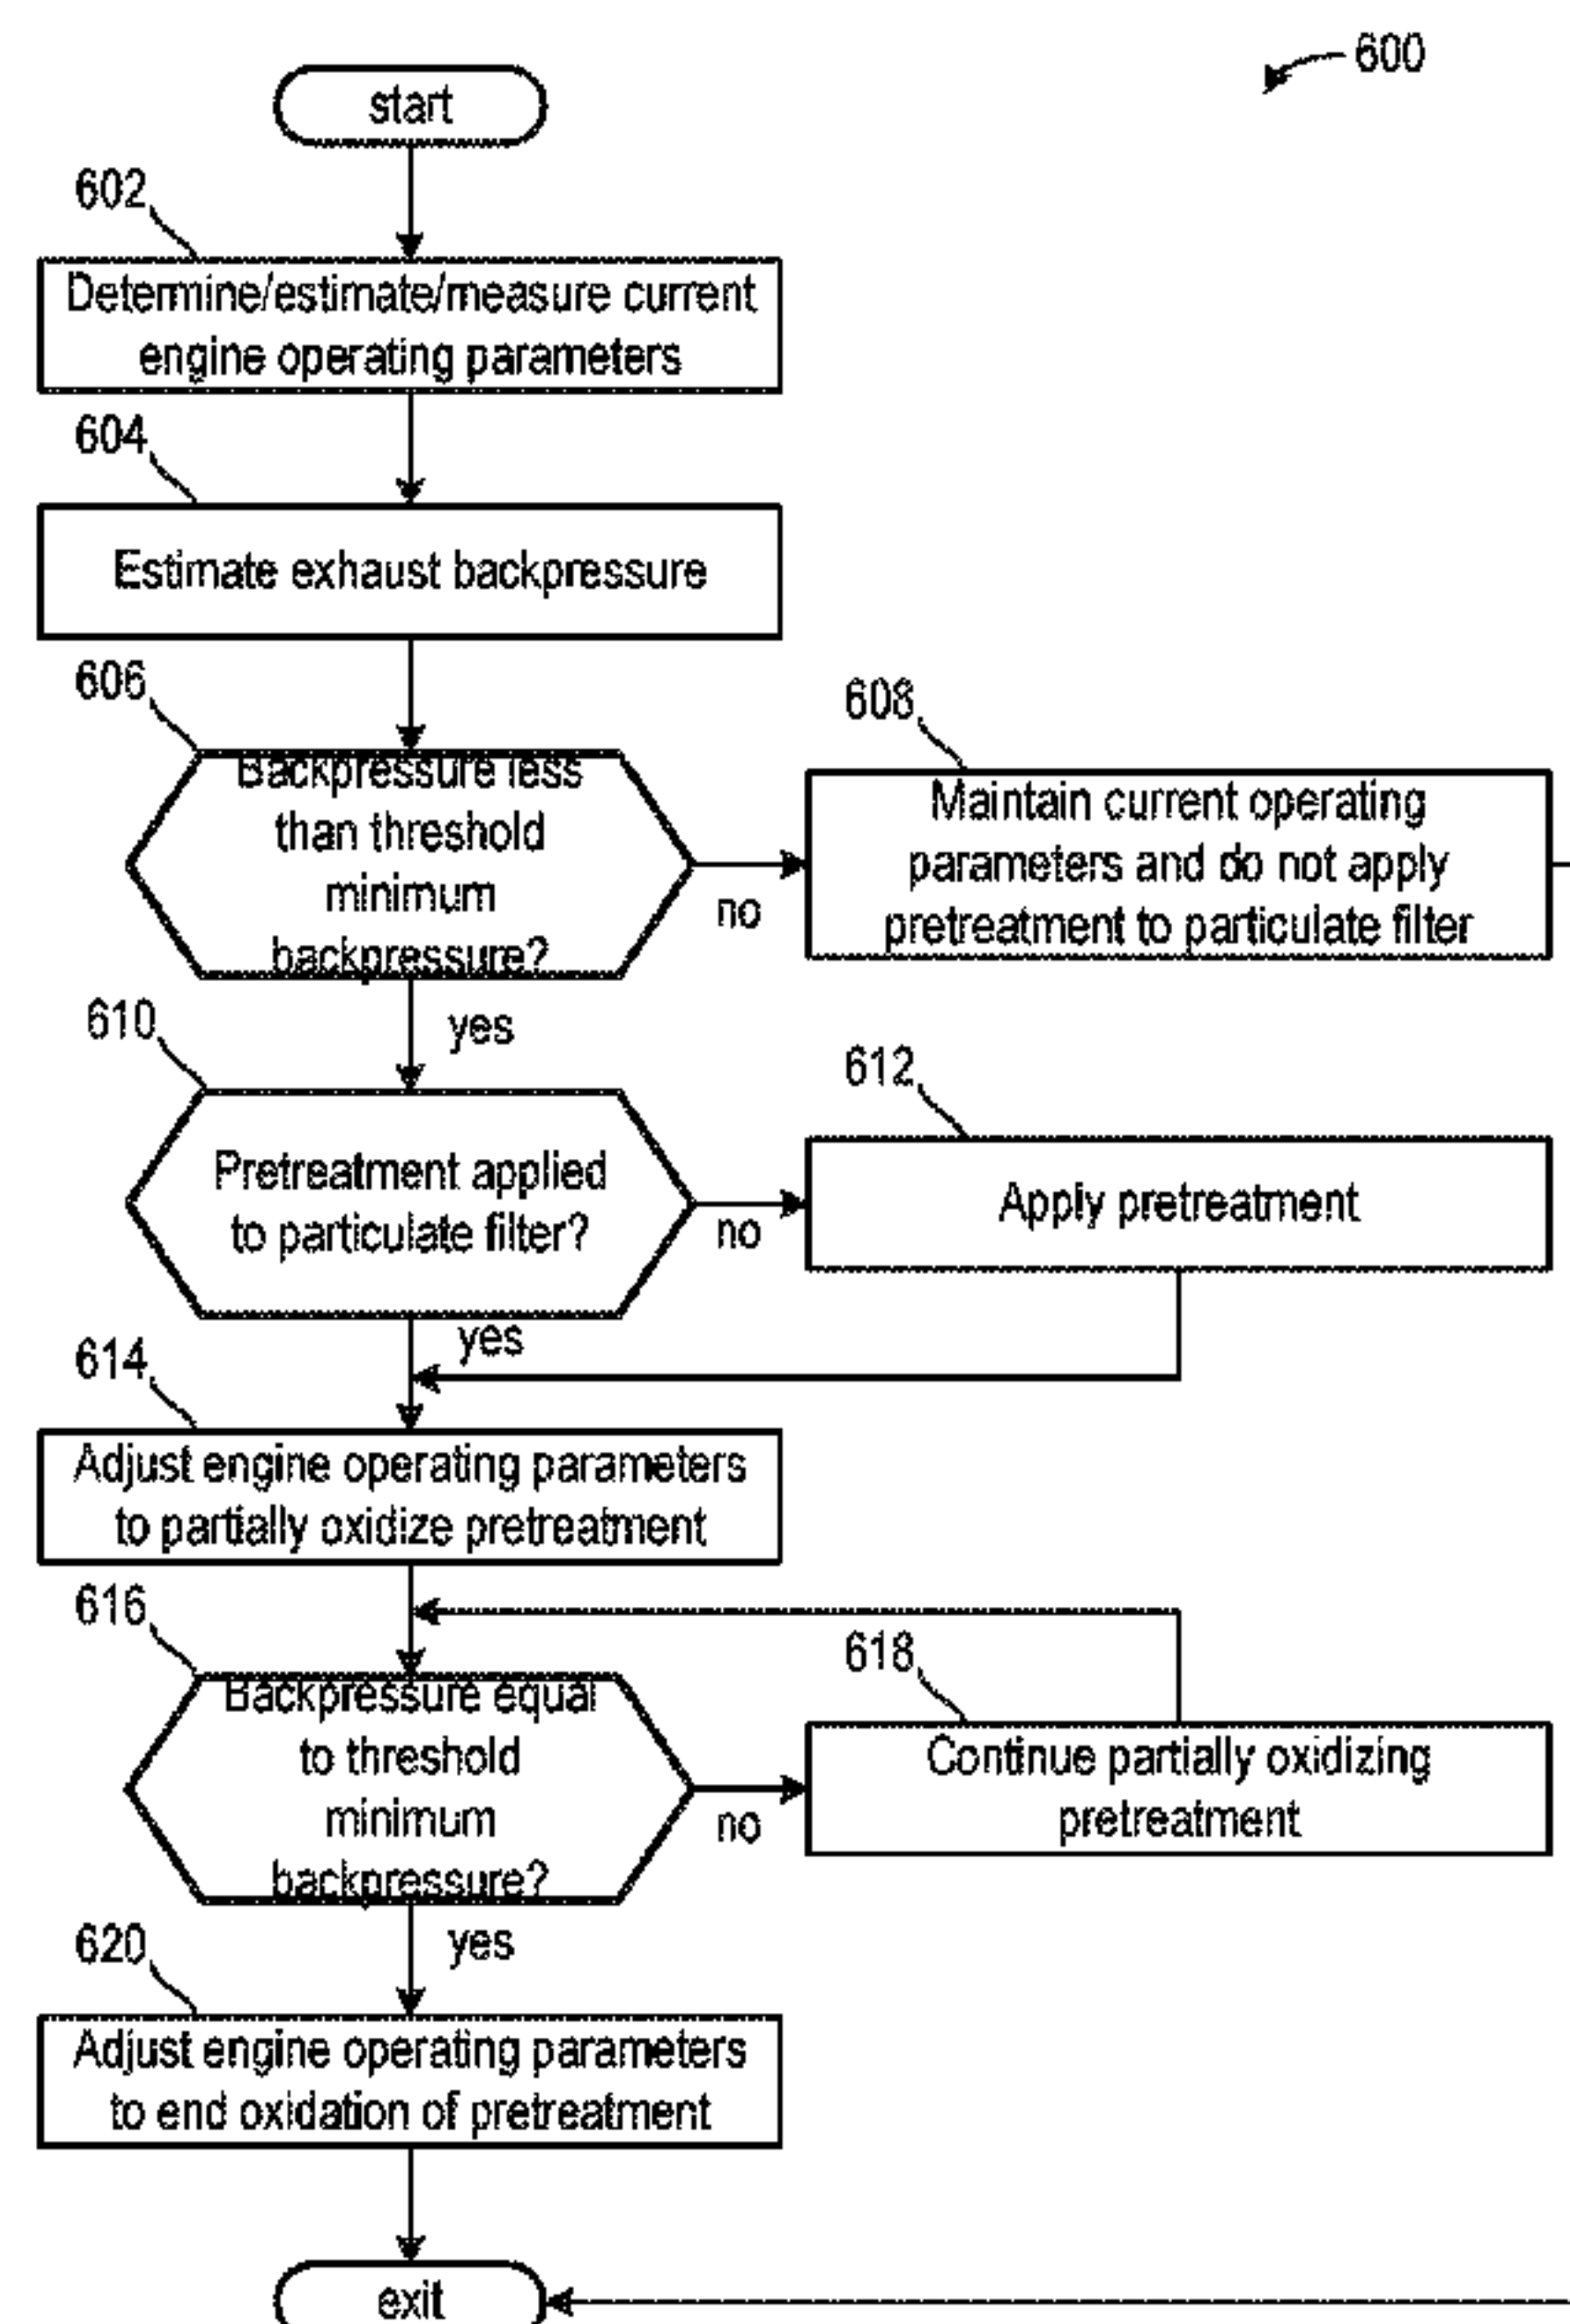 600
start
602
Determine/estimate/measure current
engine operating parameters
604
Estimate exhaust backpressure
606
Backpressure less
than threshold
minimum
backpressure?
no
608
Maintain current operating
parameters and do not apply
pretreatment to particulate filter
yes
610
Pretreatment applied
to particulate filter?
no
612
Apply pretreatment
yes
614
Adjust engine operating parameters
to partially oxidize pretreatment
616
Backpressure equal
to threshold
minimum
backpressure?
no
618
Continue partially oxidizing
pretreatment
yes
620
Adjust engine operating parameters
to end oxidation of pretreatment
exit